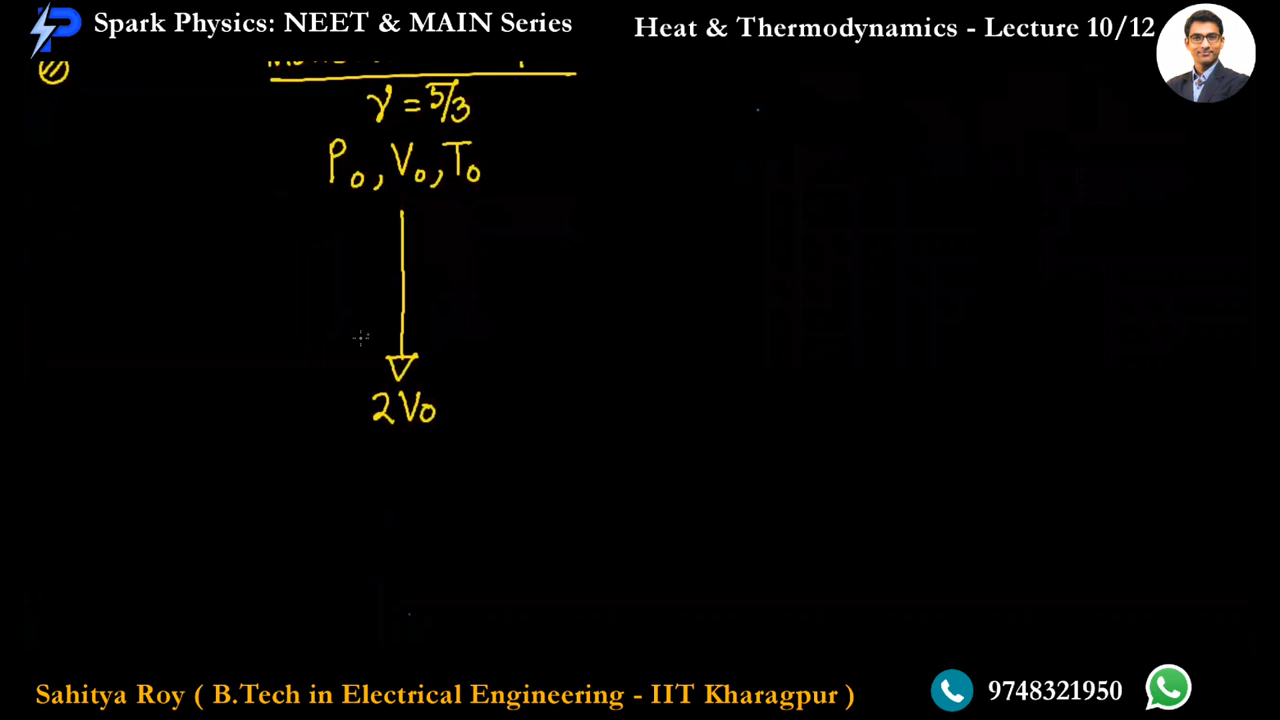 Spark Physics: NEET & MAIN Series
Heat & Thermodynamics - Lecture 10/12
γ = 5/3
P₀, V₀, T₀
2V₀
Sahitya Roy ( B.Tech in Electrical Engineering - IIT Kharagpur )
9748321950